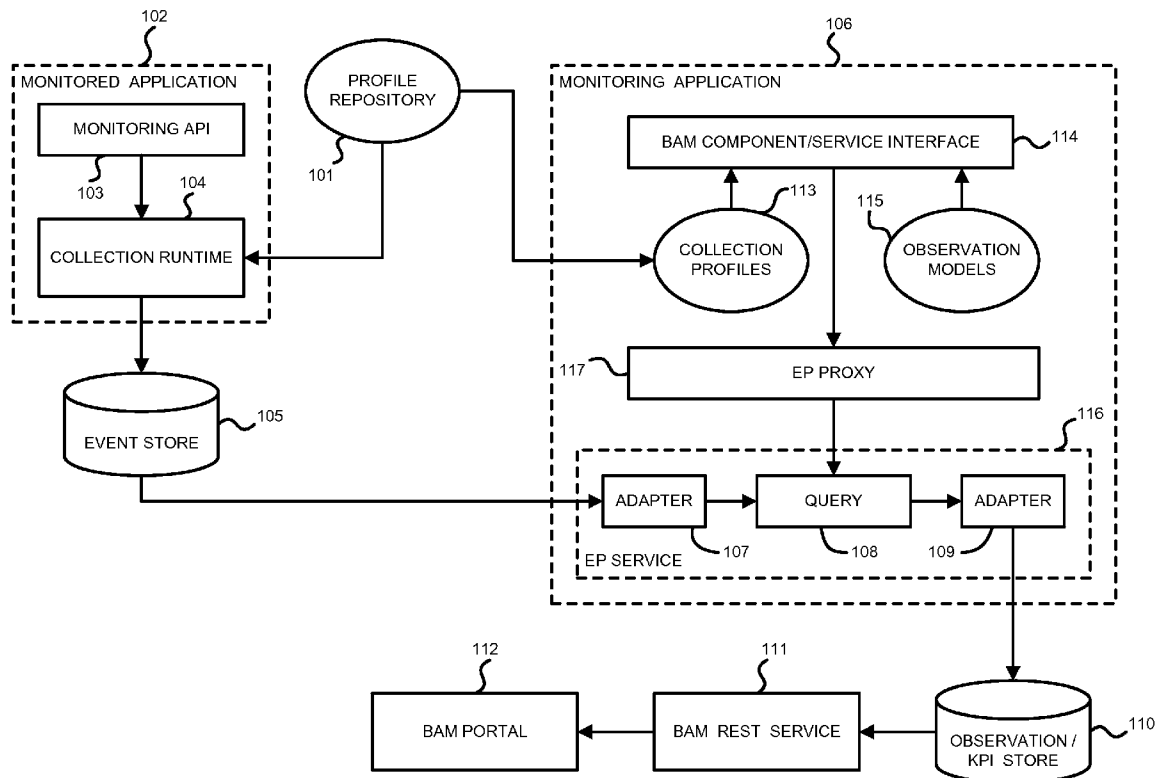 102
106
MONITORED APPLICATION
MONITORING API
103
104
COLLECTION RUNTIME
PROFILE
REPOSITORY
101
MONITORING APPLICATION
BAM COMPONENT/SERVICE INTERFACE
114
113
115
COLLECTION
PROFILES
OBSERVATION
MODELS
117
EP PROXY
EVENT STORE
105
116
ADAPTER
QUERY
ADAPTER
107
108
109
EP SERVICE
112
111
BAM PORTAL
BAM REST SERVICE
OBSERVATION /
KPI STORE
110